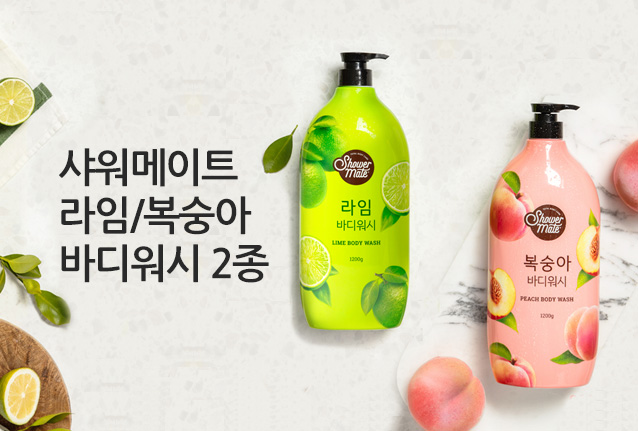 샤워메이트
라임/복숭아
바디워시 2종
Shower
Mate
라임
바디워시
LIME BODY WASH
1200g
Shower
Mate
복숭아
바디워시
PEACH BODY WASH
1200g